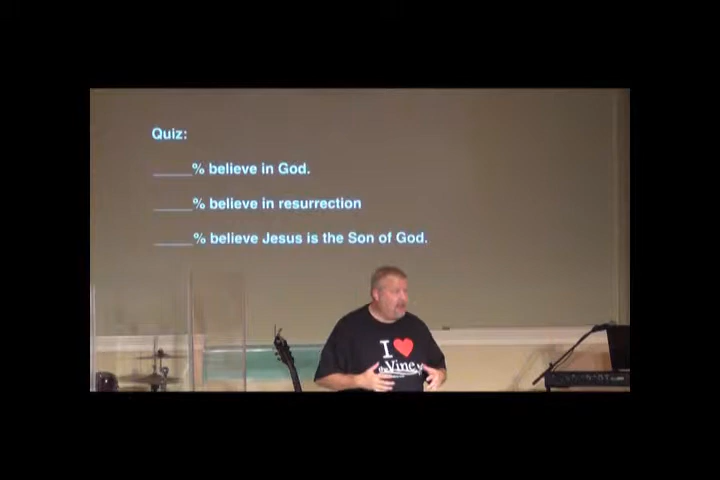 Quiz:
_____% believe in God.
_____% believe in resurrection
_____% believe Jesus is the Son of God.
I
the Vine